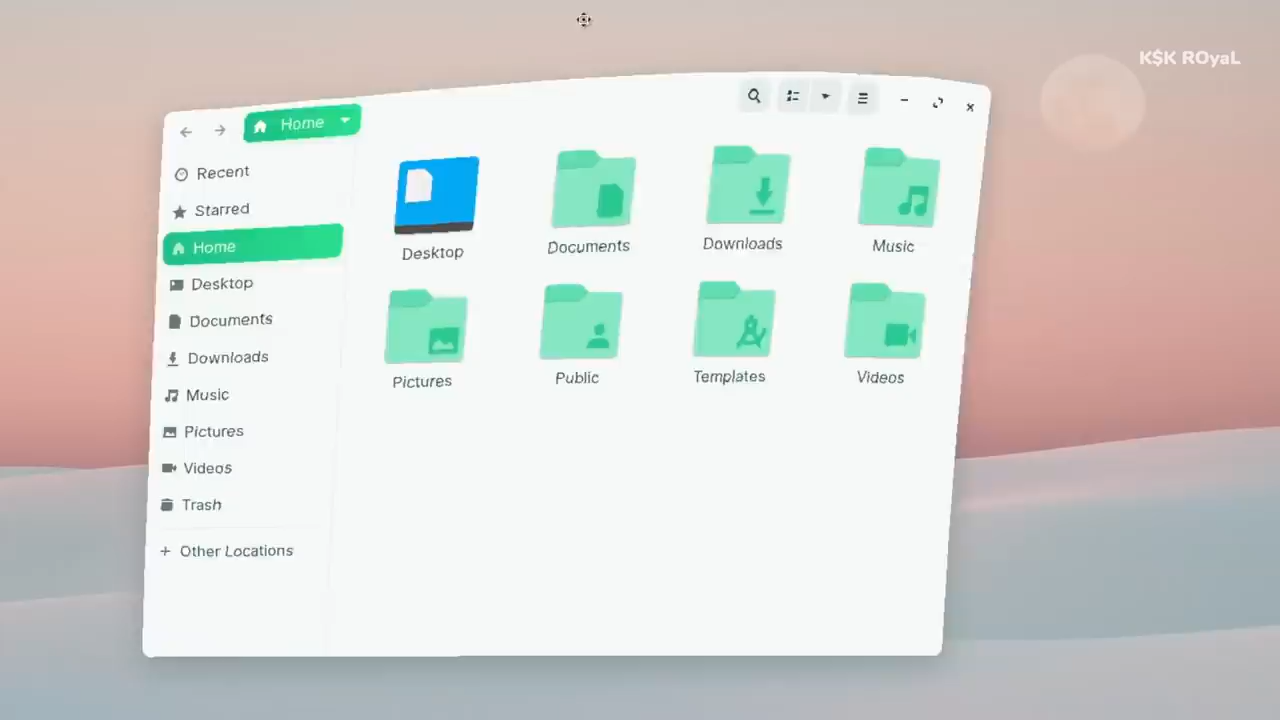 K$K ROyaL
Home
Recent
Starred
Home
Desktop
Documents
Downloads
Music
Pictures
Videos
Trash
Other Locations
Desktop
Documents
Downloads
Music
Pictures
Public
Templates
Videos